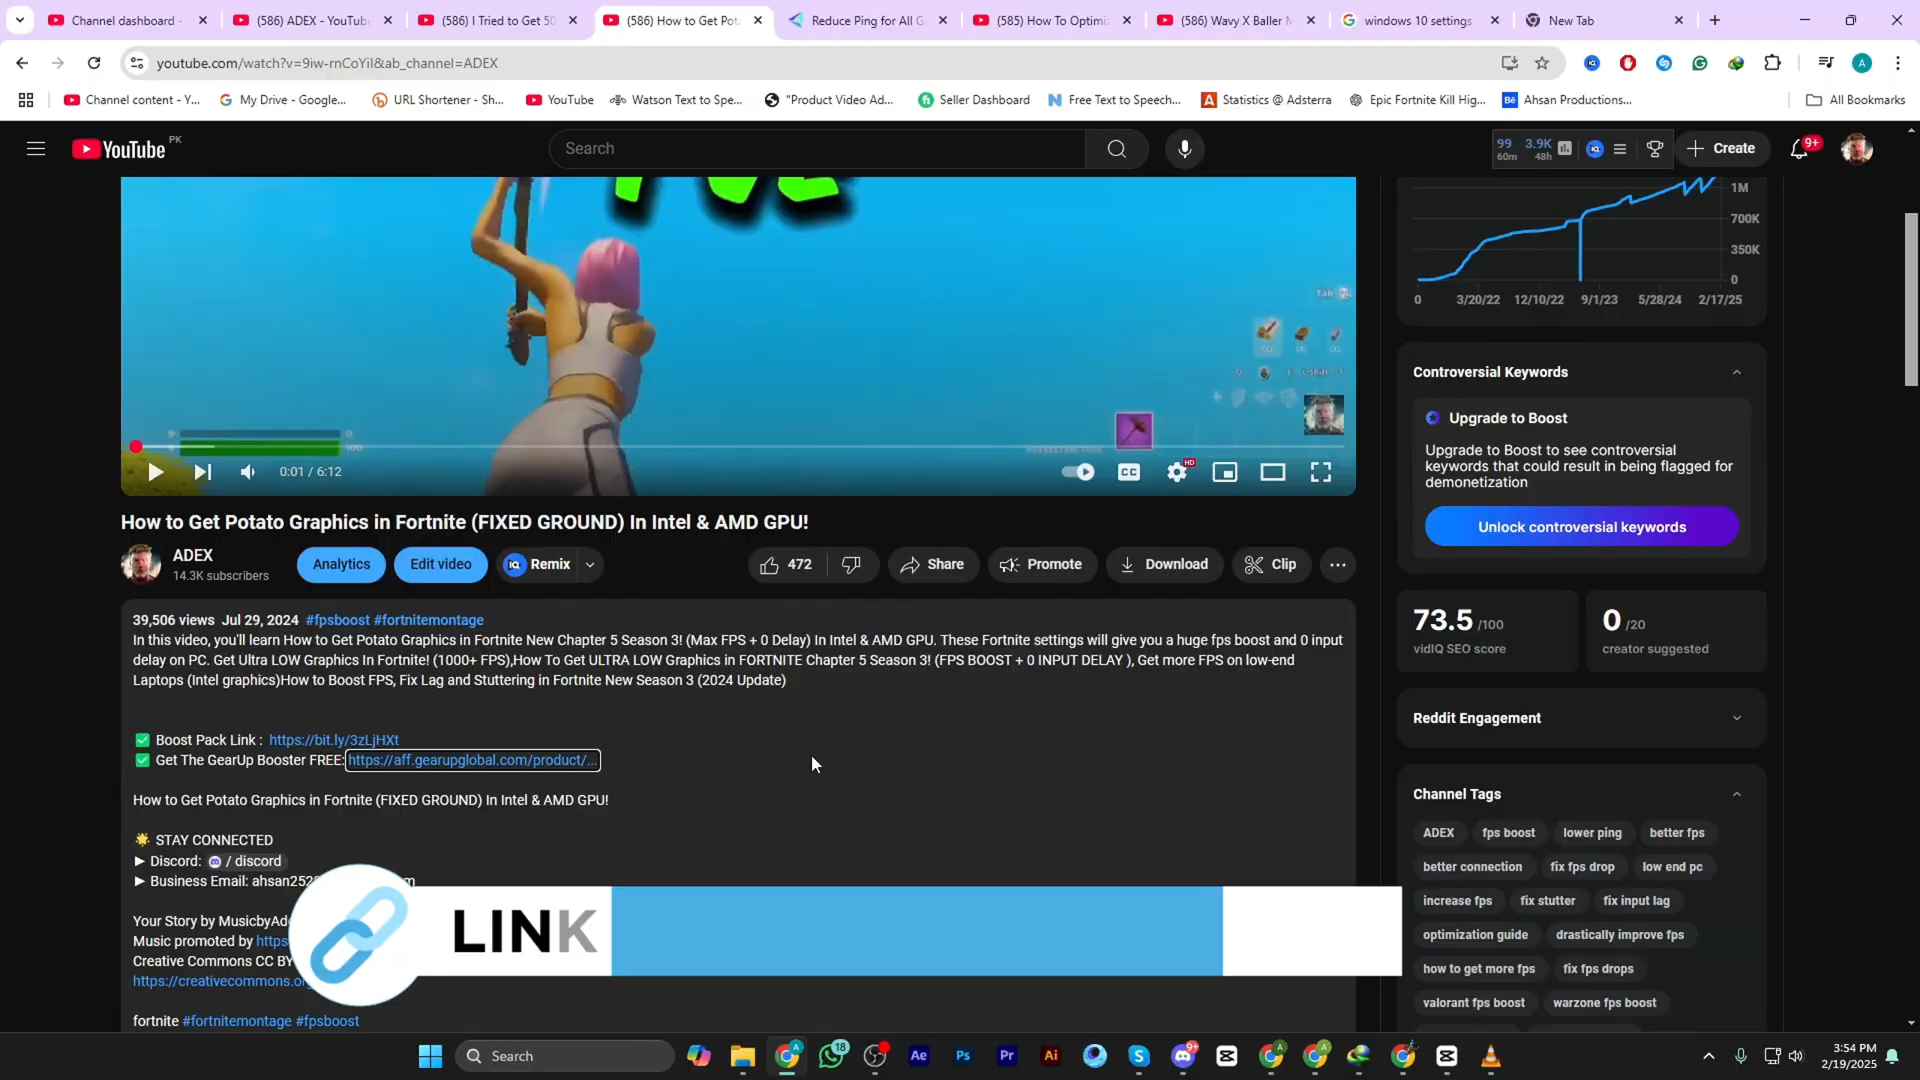 Channel dashboard -
(586) ADEX - YouTube
(586) I Tried to Get 50
(586) How to Get Pot
Reduce Ping for All G
(585) How To Optimi
(586) Wavy X Baller M
windows 10 settings
New Tab
youtube.com/watch?v=9iw-rnCoYiI&ab_channel=ADEX
Channel content - Y...
My Drive - Google...
URL Shortener - Sh...
YouTube
Watson Text to Spe...
"Product Video Ad...
Seller Dashboard
Free Text to Speech...
Statistics @ Adsterra
Epic Fortnite Kill Hig...
Ahsan Productions...
All Bookmarks
YouTube PK
Search
99 60m
3.9K 48h
Create
9+
1M
700K
350K
0
0 3/20/22 12/10/22 9/1/23 5/28/24 2/17/25
Tab
100
0:01 / 6:12
CC
HD
How to Get Potato Graphics in Fortnite (FIXED GROUND) In Intel & AMD GPU!
ADEX
14.3K subscribers
Analytics
Edit video
Remix
472
Share
Promote
Download
Clip
39,506 views Jul 29, 2024 #fpsboost #fortnitemontage
In this video, you'll learn How to Get Potato Graphics in Fortnite New Chapter 5 Season 3! (Max FPS + 0 Delay) In Intel & AMD GPU. These Fortnite settings will give you a huge fps boost and 0 input
delay on PC. Get Ultra LOW Graphics In Fortnite! (1000+ FPS),How To Get ULTRA LOW Graphics in FORTNITE Chapter 5 Season 3! (FPS BOOST + 0 INPUT DELAY ), Get more FPS on low-end
Laptops (Intel graphics)How to Boost FPS, Fix Lag and Stuttering in Fortnite New Season 3 (2024 Update)
✅ Boost Pack Link : https://bit.ly/3zLjHXt
✅ Get The GearUp Booster FREE:https://aff.gearupglobal.com/product/...
How to Get Potato Graphics in Fortnite (FIXED GROUND) In Intel & AMD GPU!
🌟 STAY CONNECTED
► Discord: / discord
► Business Email: ahsan252
Your Story by MusicbyAd
Music promoted by https
Creative Commons CC BY
https://creativecommons.or
fortnite #fortnitemontage #fpsboost
LINK
Controversial Keywords
Upgrade to Boost
Upgrade to Boost to see controversial
keywords that could result in being flagged for
demonetization
Unlock controversial keywords
73.5 /100
vidIQ SEO score
0 /20
creator suggested
Reddit Engagement
Channel Tags
ADEX
fps boost
lower ping
better fps
better connection
fix fps drop
low end pc
increase fps
fix stutter
fix input lag
optimization guide
drastically improve fps
how to get more fps
fix fps drops
valorant fps boost
warzone fps boost
Search
18
Ae
Ps
Pr
Ai
9+
3:54 PM
2/19/2025